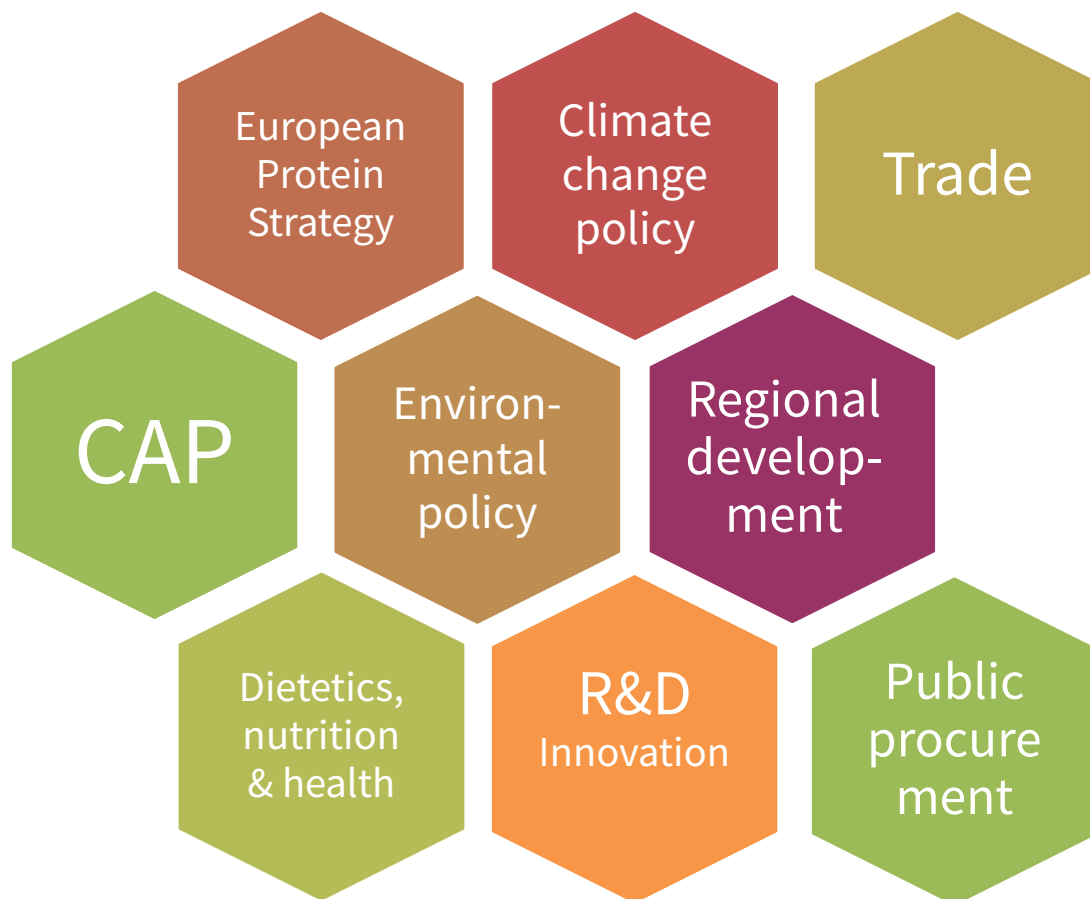 European
Protein
Strategy
Climate
change
policy
Trade
CAP
Environ-
mental
policy
Regional
develop-
ment
Dietetics,
nutrition
& health
R&D
Innovation
Public
procure
ment